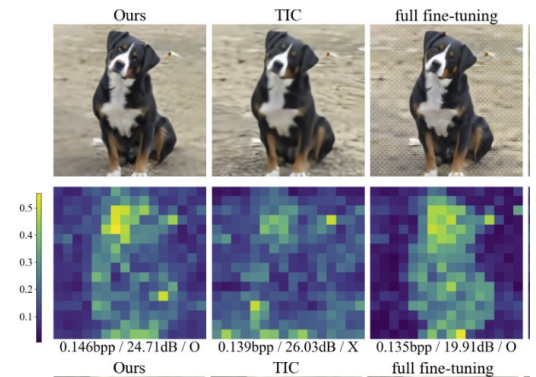 Ours TIC full fine-tuning
0.5
0.4
0.3
0.2
0.1
0.146bpp / 24.71dB / O 0.139bpp / 26.03dB / X 0.135bpp / 19.91dB / O
Ours TIC full fine-tuning